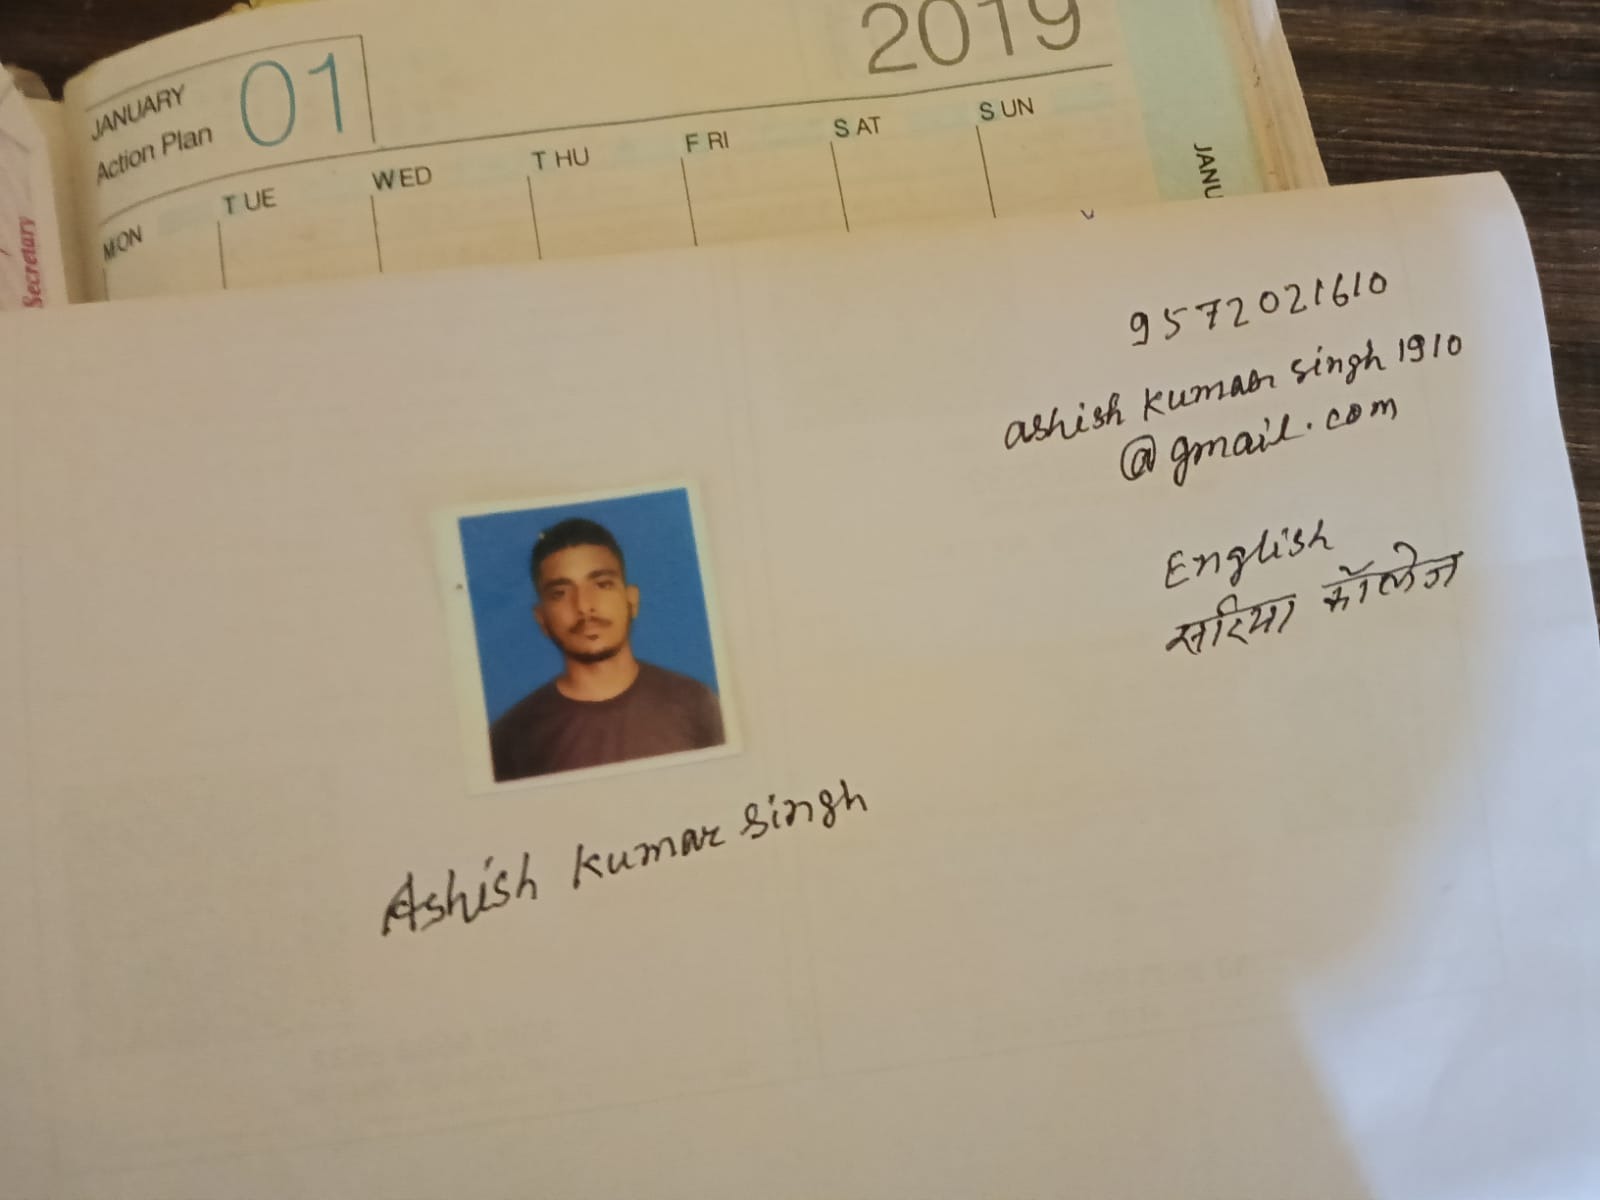 2019
JANUARY
Action Plan
01
MON
TUE
WED
THU
FRI
SAT
SUN
JANU
Secretary
9572021610
ashish kumar singh 1910
@gmail.com
English
सरिया कॉलेज
Ashish Kumar Singh